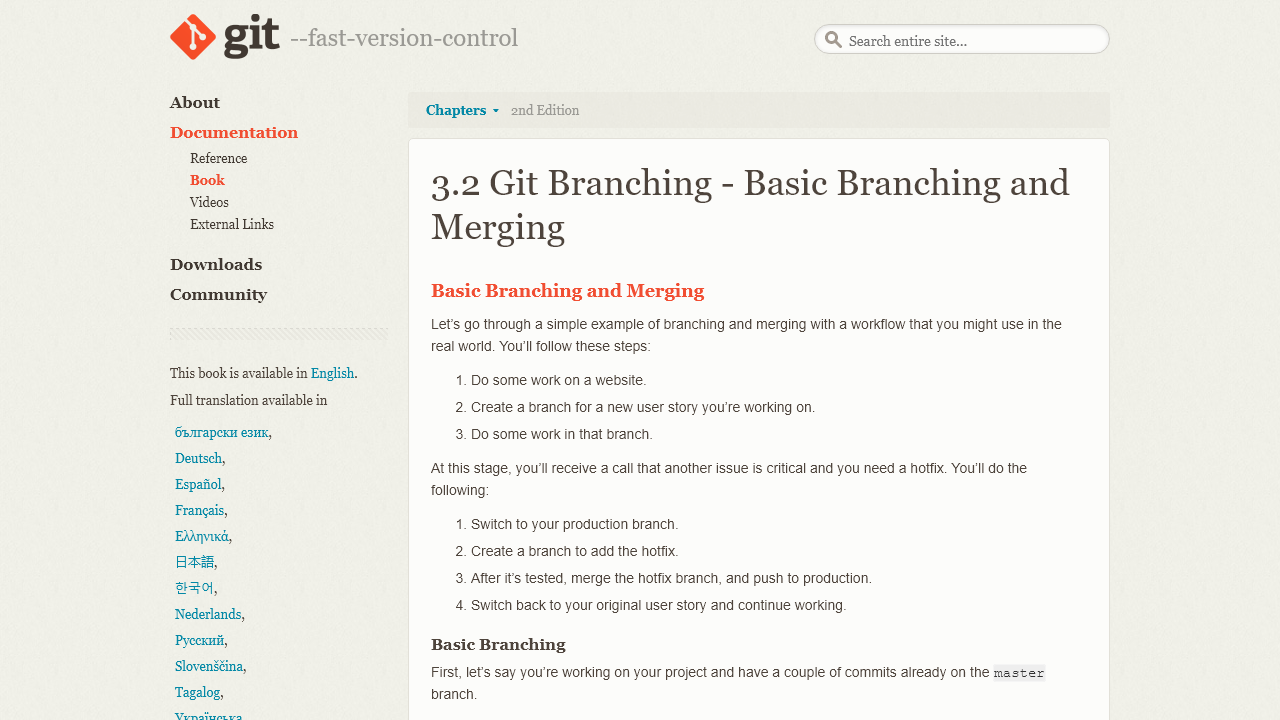 git --fast-version-control
Search entire site...
About
Documentation
Reference
Book
Videos
External Links
Downloads
Community
This book is available in English.
Full translation available in
български език,
Deutsch,
Español,
Français,
Ελληνικά,
日本語,
한국어,
Nederlands,
Русский,
Slovenščina,
Tagalog,
Українська
Chapters 2nd Edition
3.2 Git Branching - Basic Branching and
Merging
Basic Branching and Merging
Let’s go through a simple example of branching and merging with a workflow that you might use in the
real world. You’ll follow these steps:
1. Do some work on a website.
2. Create a branch for a new user story you’re working on.
3. Do some work in that branch.
At this stage, you’ll receive a call that another issue is critical and you need a hotfix. You’ll do the
following:
1. Switch to your production branch.
2. Create a branch to add the hotfix.
3. After it’s tested, merge the hotfix branch, and push to production.
4. Switch back to your original user story and continue working.
Basic Branching
First, let’s say you’re working on your project and have a couple of commits already on the master
branch.